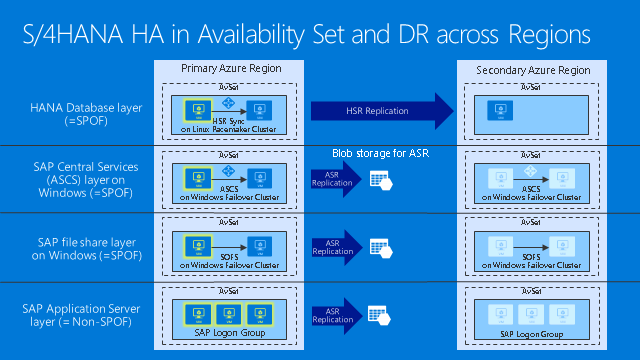 S/4HANA HA in Availability Set and DR across Regions
Primary Azure Region
Secondary Azure Region
HANA Database layer
(=SPOF)
AvSet
HSR Sync
on Linux Pacemaker Cluster
HSR Replication
AvSet
SAP Central Services
(ASCS) layer on
Windows (=SPOF)
AvSet
ASCS
on Windows Failover Cluster
Blob storage for ASR
ASR
Replication
AvSet
ASCS
on Windows Failover Cluster
SAP file share layer
on Windows (=SPOF)
AvSet
SOFS
on Windows Failover Cluster
ASR
Replication
AvSet
SOFS
on Windows Failover Cluster
SAP Application Server
layer (= Non-SPOF)
AvSet
SAP Logon Group
ASR
Replication
AvSet
SAP Logon Group